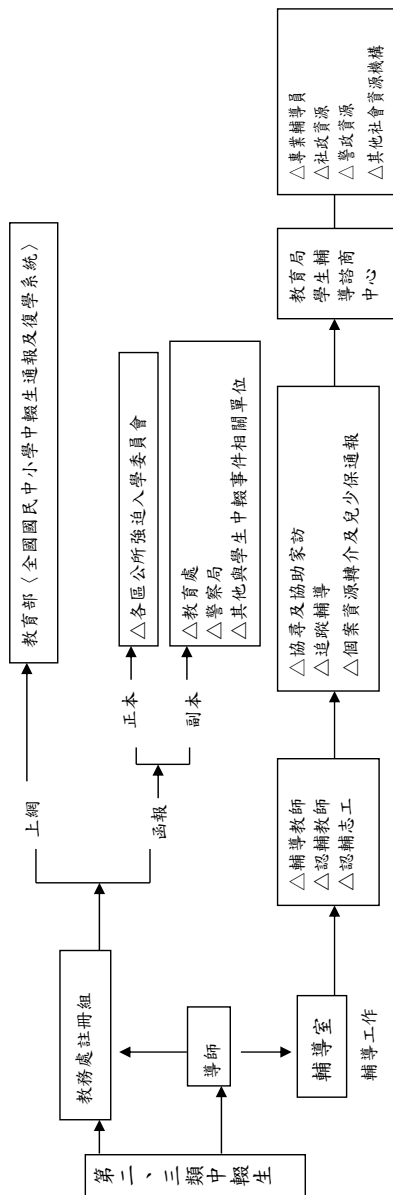 第二、三類中輟生
教務處註冊組
導師
輔導室
輔導工作
上網
函報
正本
副本
教育部〈全國國民中小學中輟生通報及復學系統〉
△各區公所強迫入學委員會
△教育處
△警察局
△其他與學生中輟事件相關單位
△輔導教師
△認輔教師
△認輔志工
△協尋及協助家訪
△追蹤輔導
△個案資源轉介及兒少保通報
教育局
學生輔
導諮商
中心
△專業輔導員
△社政資源
△警政資源
△其他社會資源機構